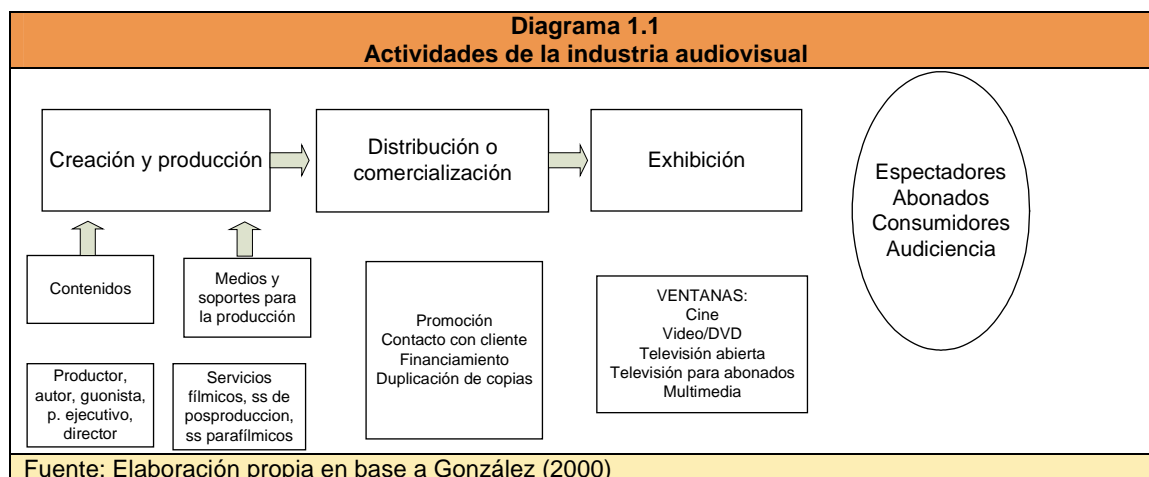 Diagrama 1.1
Actividades de la industria audiovisual
Creación y producción
Distribución o
comercialización
Exhibición
Espectadores
Abonados
Consumidores
Audiciencia
Contenidos
Medios y
soportes para
la producción
Promoción
Contacto con cliente
Financiamiento
Duplicación de copias
VENTANAS:
Cine
Video/DVD
Televisión abierta
Televisión para abonados
Multimedia
Productor,
autor, guonista,
p. ejecutivo,
director
Servicios
fílmicos, ss de
posproduccion,
ss parafílmicos
Fuente: Elaboración propia en base a González (2000)